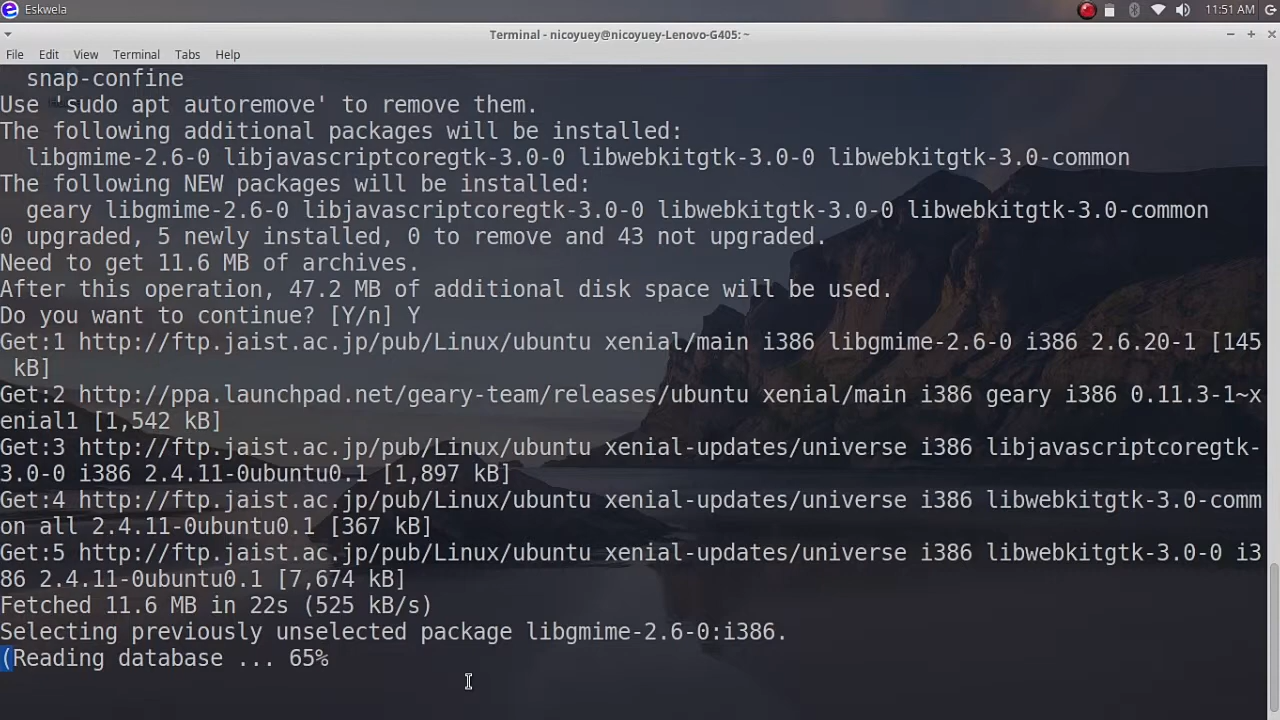 Eskwela
11:51 AM
Terminal - nicoyuey@nicoyuey-Lenovo-G405: ~
File Edit View Terminal Tabs Help
snap-confine
Use 'sudo apt autoremove' to remove them.
The following additional packages will be installed:
libgmime-2.6-0 libjavascriptcoregtk-3.0-0 libwebkitgtk-3.0-0 libwebkitgtk-3.0-common
The following NEW packages will be installed:
geary libgmime-2.6-0 libjavascriptcoregtk-3.0-0 libwebkitgtk-3.0-0 libwebkitgtk-3.0-common
0 upgraded, 5 newly installed, 0 to remove and 43 not upgraded.
Need to get 11.6 MB of archives.
After this operation, 47.2 MB of additional disk space will be used.
Do you want to continue? [Y/n] Y
Get:1 http://ftp.jaist.ac.jp/pub/Linux/ubuntu xenial/main i386 libgmime-2.6-0 i386 2.6.20-1 [145
kB]
Get:2 http://ppa.launchpad.net/geary-team/releases/ubuntu xenial/main i386 geary i386 0.11.3-1~x
enial1 [1,542 kB]
Get:3 http://ftp.jaist.ac.jp/pub/Linux/ubuntu xenial-updates/universe i386 libjavascriptcoregtk-
3.0-0 i386 2.4.11-0ubuntu0.1 [1,897 kB]
Get:4 http://ftp.jaist.ac.jp/pub/Linux/ubuntu xenial-updates/universe i386 libwebkitgtk-3.0-comm
on all 2.4.11-0ubuntu0.1 [367 kB]
Get:5 http://ftp.jaist.ac.jp/pub/Linux/ubuntu xenial-updates/universe i386 libwebkitgtk-3.0-0 i3
86 2.4.11-0ubuntu0.1 [7,674 kB]
Fetched 11.6 MB in 22s (525 kB/s)
Selecting previously unselected package libgmime-2.6-0:i386.
(Reading database ... 65%